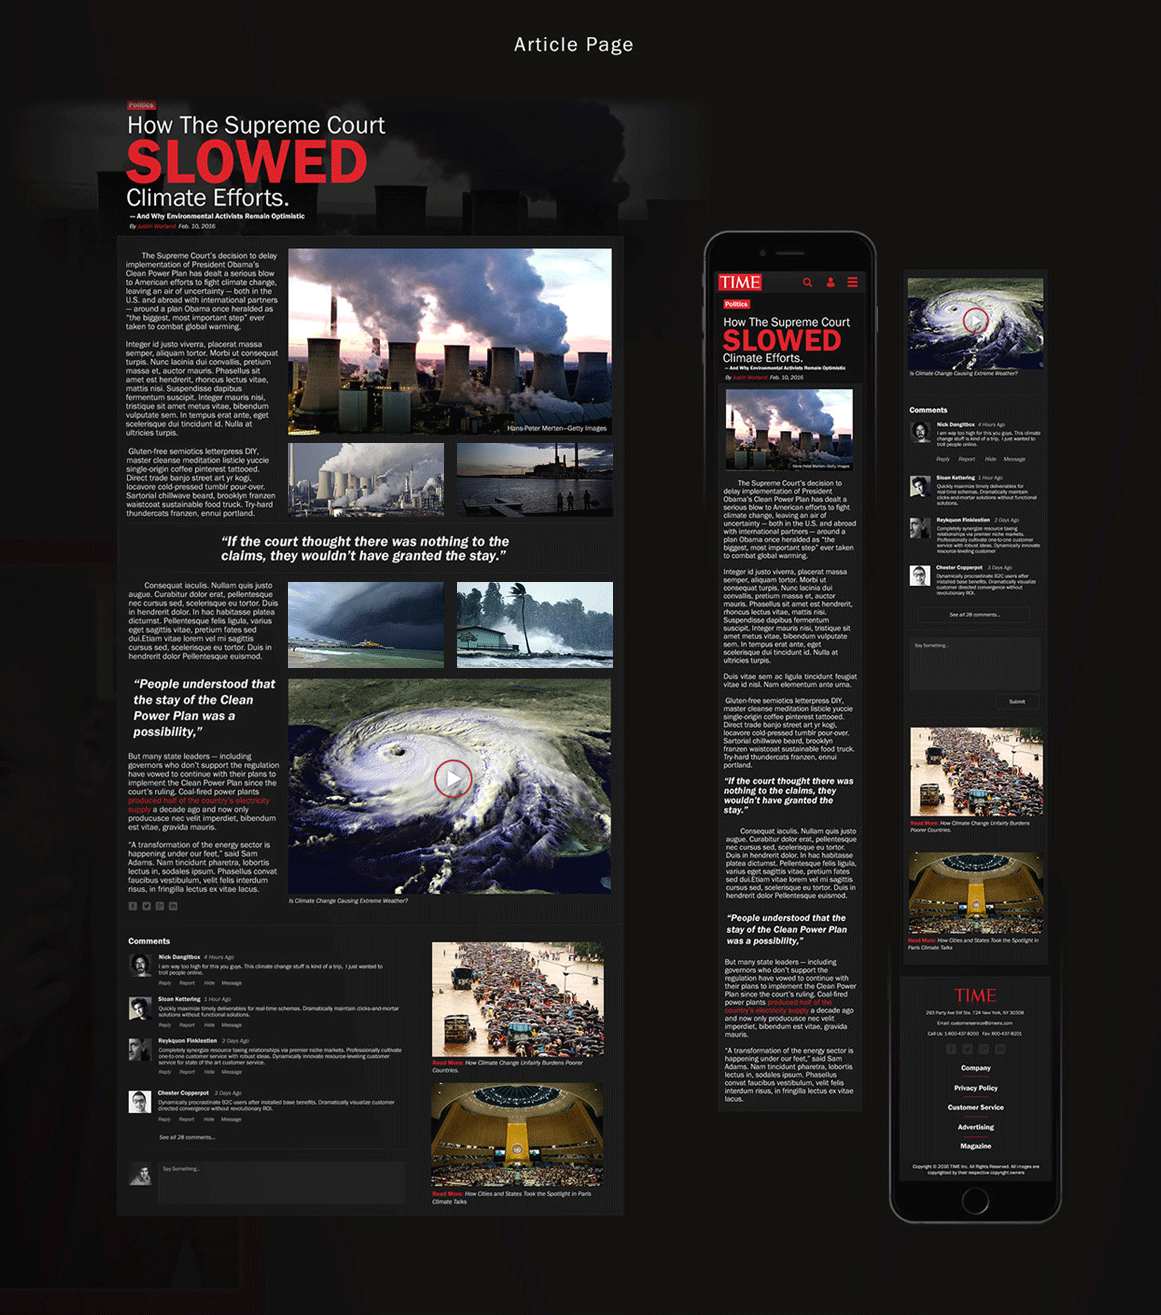 Article Page
Politics
How The Supreme Court
SLOWED
Climate Efforts.
— And Why Environmental Activists Remain Optimistic
By Justin Worland Feb. 10, 2016
The Supreme Court's decision to delay
implementation of President Obama's
Clean Power Plan has dealt a serious blow
to American efforts to fight climate change,
leaving an air of uncertainty — both in the
U.S. and abroad with international partners
— around a plan Obama once heralded as
"the biggest, most important step" ever
taken to combat global warming.
Integer id justo viverra, placerat massa
semper, aliquam tortor. Morbi ut consequat
turpis. Nunc lacinia dui convallis, pretium
massa et, auctor mauris. Phasellus sit
amet est hendrerit, rhoncus lectus vitae,
mattis nisi. Suspendisse dapibus
fermentum suscipit. Integer mauris nisi,
tristique sit amet metus vitae, bibendum
vulputate sem. In tempus erat ante, eget
scelerisque dui tincidunt id. Nulla at
ultricies turpis.
Gluten-free semiotics letterpress DIY,
master cleanse meditation listicle yuccie
single-origin coffee pinterest tattooed.
Direct trade banjo street art yr kogi,
locavore cold-pressed tumblr pour-over.
Sartorial chillwave beard, brooklyn franzen
waistcoat sustainable food truck. Try-hard
thundercats franzen, ennui portland.
Hans-Peter Merten—Getty Images
"If the court thought there was nothing to the
claims, they wouldn't have granted the stay."
Consequat iaculis. Nullam quis justo
augue. Curabitur dolor erat, pellentesque
nec cursus sed, scelerisque eu tortor. Duis
in hendrerit dolor. In hac habitasse platea
dictumst. Pellentesque felis ligula, varius
eget sagittis vitae, pretium fates sed
dui.Etiam vitae lorem vel mi sagittis
cursus sed, scelerisque eu tortor. Duis in
hendrerit dolor Pellentesque euismod.
"People understood that
the stay of the Clean
Power Plan was a
possibility,"
But many state leaders — including
governors who don't support the regulation
have vowed to continue with their plans to
implement the Clean Power Plan since the
court's ruling. Coal-fired power plants
produced half of the country's electricity
supply a decade ago and now only
producusce nec velit imperdiet, bibendum
est vitae, gravida mauris.
"A transformation of the energy sector is
happening under our feet," said Sam
Adams. Nam tincidunt pharetra, lobortis
lectus in, sodales ipsum. Phasellus convat
faucibus vestibulum, velit felis interdum
risus, in fringilla lectus ex vitae lacus.
Is Climate Change Causing Extreme Weather?
Comments
Nick Dangitbox 4 Hours Ago
I am way too high for this you guys. This climate change stuff is kind of a trip, I just wanted to
troll people online.
Reply Report Hide Message
Sloan Kettering 1 Hour Ago
Quickly maximize timely deliverables for real-time schemas. Dramatically maintain clicks-and-mortar
solutions without functional solutions.
Reply Report Hide Message
Reykquon Finklestien 2 Days Ago
Completely synergize resource taxing relationships via premier niche markets. Professionally cultivate
one-to-one customer service with robust ideas. Dynamically innovate resource-leveling customer
service for state of the art customer service.
Reply Report Hide Message
Chester Copperpot 3 Days Ago
Dynamically procrastinate B2C users after installed base benefits. Dramatically visualize customer
directed convergence without revolutionary ROI.
Reply Report Hide Message
See all 28 comments...
Say Something...
Read More: How Climate Change Unfairly Burdens Poorer
Countries.
Read More: How Cities and States Took the Spotlight in Paris
Climate Talks
TIME
Politics
How The Supreme Court
SLOWED
Climate Efforts.
— And Why Environmental Activists Remain Optimistic
By Justin Worland Feb. 10, 2016
Hans-Peter Merten—Getty Images
The Supreme Court's decision to
delay implementation of President
Obama's Clean Power Plan has dealt a
serious blow to American efforts to fight
climate change, leaving an air of
uncertainty — both in the U.S. and abroad
with international partners — around a
plan Obama once heralded as "the
biggest, most important step" ever taken
to combat global warming.
Integer id justo viverra, placerat massa
semper, aliquam tortor. Morbi ut
consequat turpis. Nunc lacinia dui
convallis, pretium massa et, auctor
mauris. Phasellus sit amet est hendrerit,
rhoncus lectus vitae, mattis nisi.
Suspendisse dapibus fermentum
suscipit. Integer mauris nisi, tristique sit
amet metus vitae, bibendum vulputate
sem. In tempus erat ante, eget
scelerisque dui tincidunt id. Nulla at
ultricies turpis.
Duis vitae sem ac ligula tincidunt feugiat
vitae id nisl. Nam elementum ante urna.
Gluten-free semiotics letterpress DIY,
master cleanse meditation listicle yuccie
single-origin coffee pinterest tattooed.
Direct trade banjo street art yr kogi,
locavore cold-pressed tumblr pour-over.
Sartorial chillwave beard, brooklyn
franzen waistcoat sustainable food truck.
Try-hard thundercats franzen, ennui
portland.
"If the court thought there was
nothing to the claims, they
wouldn't have granted the
stay."
Consequat iaculis. Nullam quis justo
augue. Curabitur dolor erat, pellentesque
nec cursus sed, scelerisque eu tortor.
Duis in hendrerit dolor. In hac habitasse
platea dictumst. Pellentesque felis ligula,
varius eget sagittis vitae, pretium fates
sed dui.Etiam vitae lorem vel mi sagittis
cursus sed, scelerisque eu tortor. Duis in
hendrerit dolor Pellentesque euismod.
"People understood that the
stay of the Clean Power Plan
was a possibility,"
But many state leaders — including
governors who don't support the
regulation have vowed to continue with
their plans to implement the Clean Power
Plan since the court's ruling. Coal-fired
power plants produced half of the
country's electricity supply a decade ago
and now only producusce nec velit
imperdiet, bibendum est vitae, gravida
mauris.
"A transformation of the energy sector is
happening under our feet," said Sam
Adams. Nam tincidunt pharetra, lobortis
lectus in, sodales ipsum. Phasellus
convat faucibus vestibulum, velit felis
interdum risus, in fringilla lectus ex vitae
lacus.
Is Climate Change Causing Extreme Weather?
Comments
Nick Dangitbox 4 Hours Ago
I am way too high for this you guys. This climate
change stuff is kind of a trip, I just wanted to
troll people online.
Reply Report Hide Message
Sloan Kettering 1 Hour Ago
Quickly maximize timely deliverables for
real-time schemas. Dramatically maintain
clicks-and-mortar solutions without functional
solutions.
Reykquon Finklestien 2 Days Ago
Completely synergize resource taxing
relationships via premier niche markets.
Professionally cultivate one-to-one customer
service with robust ideas. Dynamically innovate
resource-leveling customer
Chester Copperpot 3 Days Ago
Dynamically procrastinate B2C users after
installed base benefits. Dramatically visualize
customer directed convergence without
revolutionary ROI.
See all 28 comments...
Say Something...
Submit
Read More: How Climate Change Unfairly Burdens
Poorer Countries.
Read More: How Cities and States Took the Spotlight in
Paris Climate Talks
TIME
293 Party Ave SW Sto. 724 New York, NY 30308
Email: customerservice@timeinc.com
Call Us: 1-800-437-8200 Fax: 800-437-8201
Company
Privacy Policy
Customer Service
Advertising
Magazine
Copyright © 2016 TIME Inc. All Rights Reserved. All images are
copyrighted by their respective copyright owners